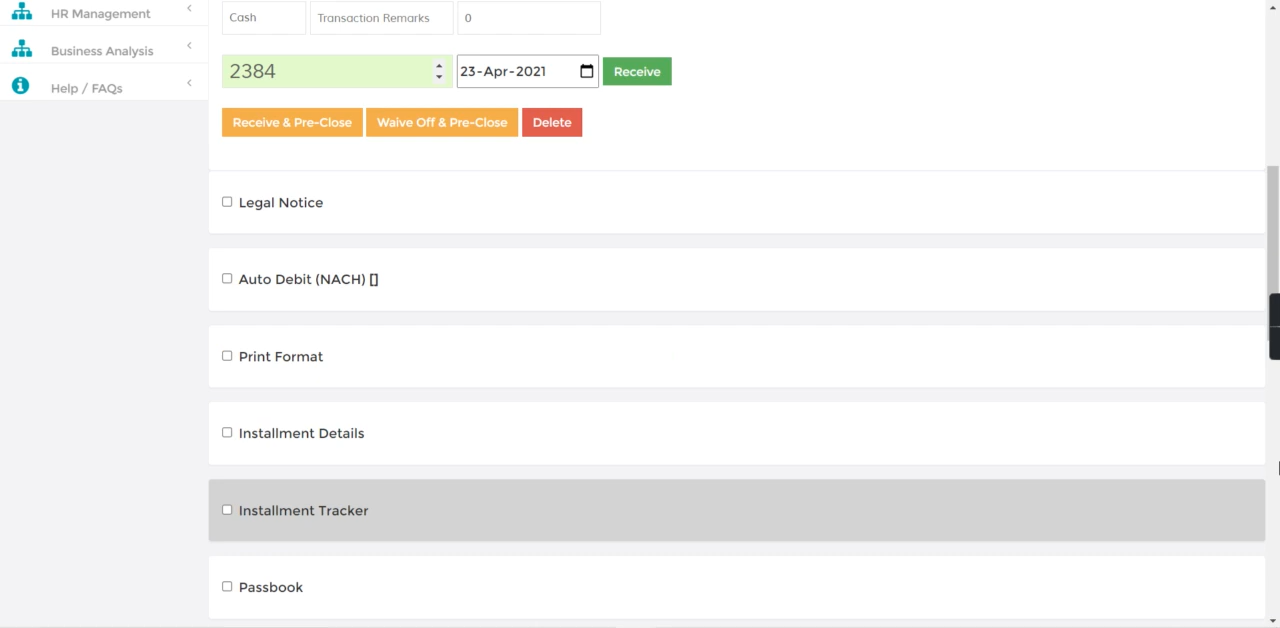 HR Management
Business Analysis
Help / FAQs
Cash Transaction Remarks 0
2384 23-Apr-2021 Receive
Receive & Pre-Close Waive Off & Pre-Close Delete
Legal Notice
Auto Debit (NACH) []
Print Format
Installment Details
Installment Tracker
Passbook